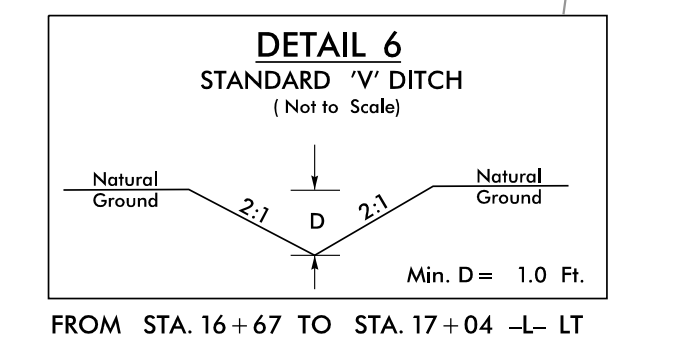 DETAIL 6
STANDARD 'V' DITCH
( Not to Scale)
Natural
Ground
2:1
D
2:1
Natural
Ground
Min. D = 1.0 Ft.
FROM STA. 16+67 TO STA. 17+04 -L- LT